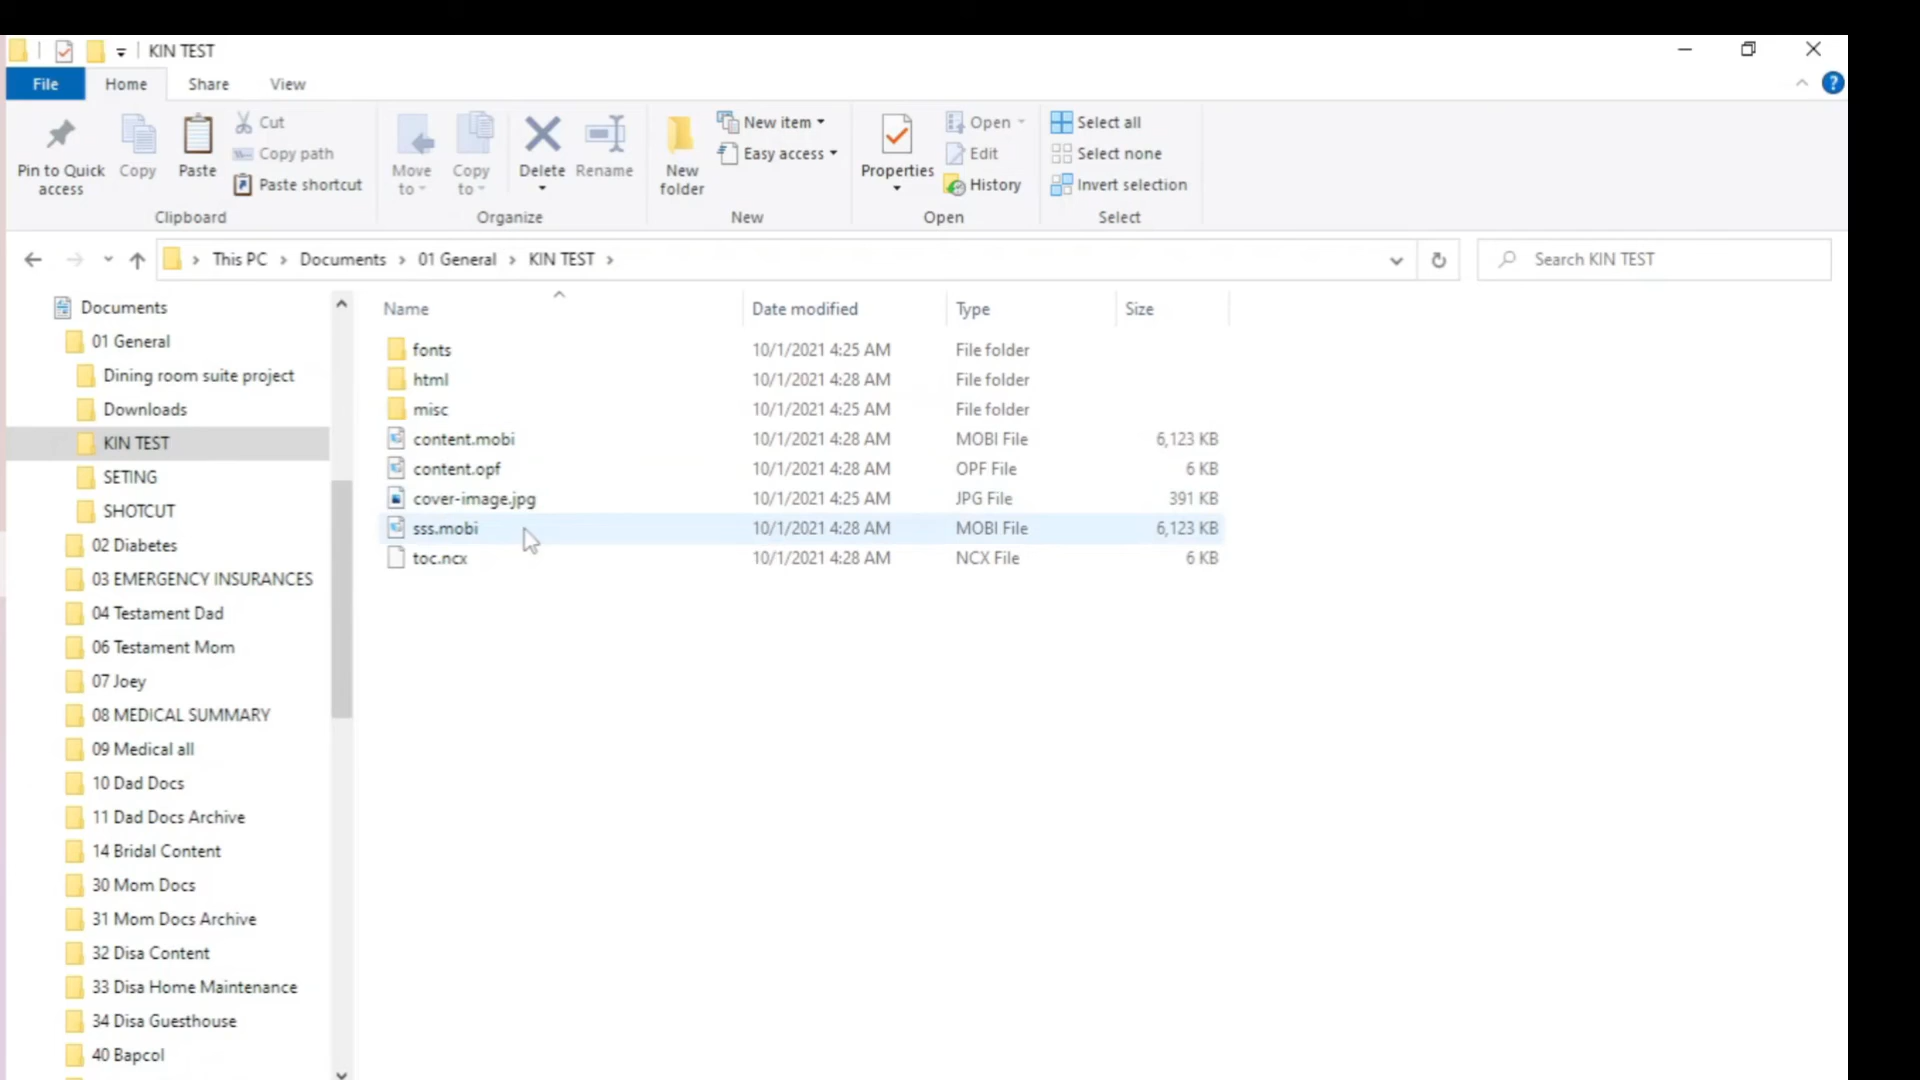 KIN TEST
File Home Share View
Pin to Quick access
Copy
Paste
Cut
Copy path
Paste shortcut
Clipboard
Move to
Copy to
Delete
Rename
Organize
New folder
New item
Easy access
New
Properties
Open
Edit
History
Open
Select all
Select none
Invert selection
Select
This PC > Documents > 01 General > KIN TEST >
Search KIN TEST
Documents
01 General
Dining room suite project
Downloads
KIN TEST
SETING
SHOTCUT
02 Diabetes
03 EMERGENCY INSURANCES
04 Testament Dad
06 Testament Mom
07 Joey
08 MEDICAL SUMMARY
09 Medical all
10 Dad Docs
11 Dad Docs Archive
14 Bridal Content
30 Mom Docs
31 Mom Docs Archive
32 Disa Content
33 Disa Home Maintenance
34 Disa Guesthouse
40 Bapcol
Name Date modified Type Size
fonts 10/1/2021 4:25 AM File folder
html 10/1/2021 4:28 AM File folder
misc 10/1/2021 4:25 AM File folder
content.mobi 10/1/2021 4:28 AM MOBI File 6,123 KB
content.opf 10/1/2021 4:28 AM OPF File 6 KB
cover-image.jpg 10/1/2021 4:25 AM JPG File 391 KB
sss.mobi 10/1/2021 4:28 AM MOBI File 6,123 KB
toc.ncx 10/1/2021 4:28 AM NCX File 6 KB